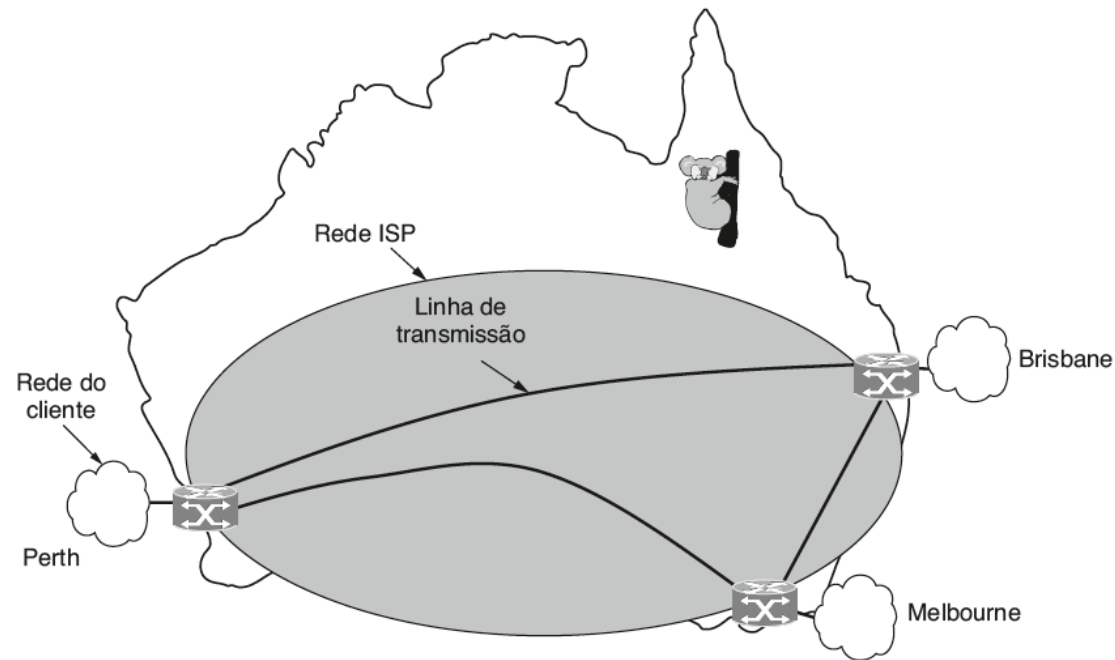 Rede ISP
Linha de
transmissão
Brisbane
Rede do
cliente
Perth
Melbourne